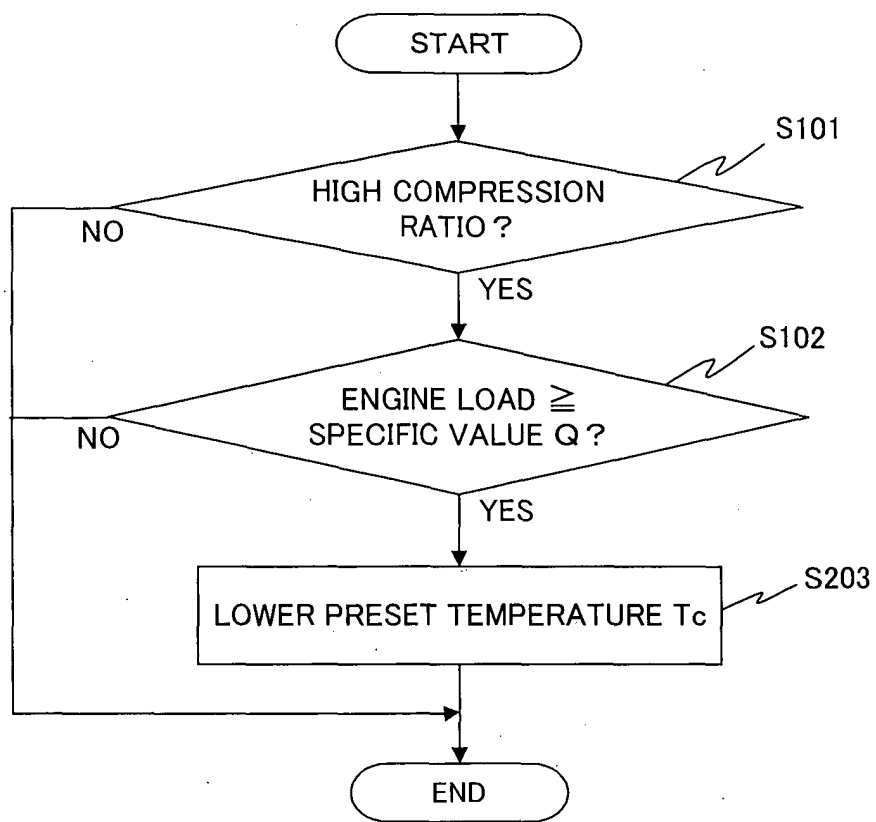 START
S101
HIGH COMPRESSION
RATIO?
NO
YES
S102
ENGINE LOAD ≧
SPECIFIC VALUE Q?
NO
YES
S203
LOWER PRESET TEMPERATURE Tc
END